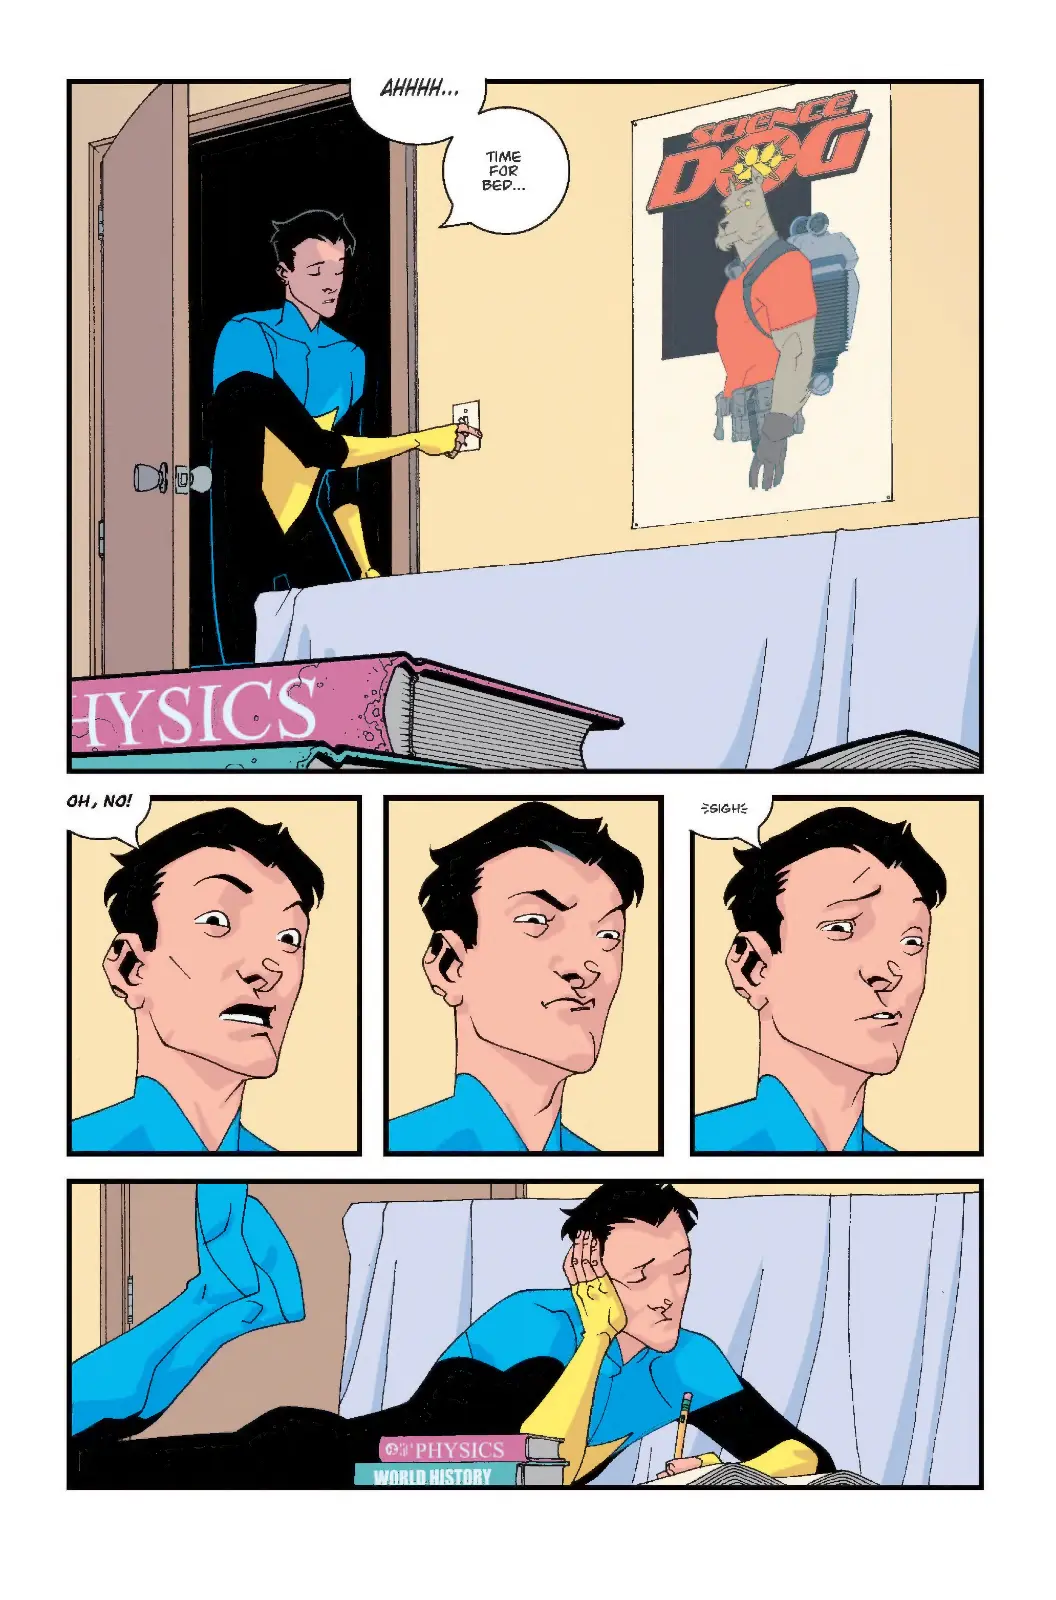 AHHHH...
TIME
FOR
BED...
SCIENCE
DOG
HYSICS
OH, NO!
SIGH
PHYSICS
WORLD HISTORY